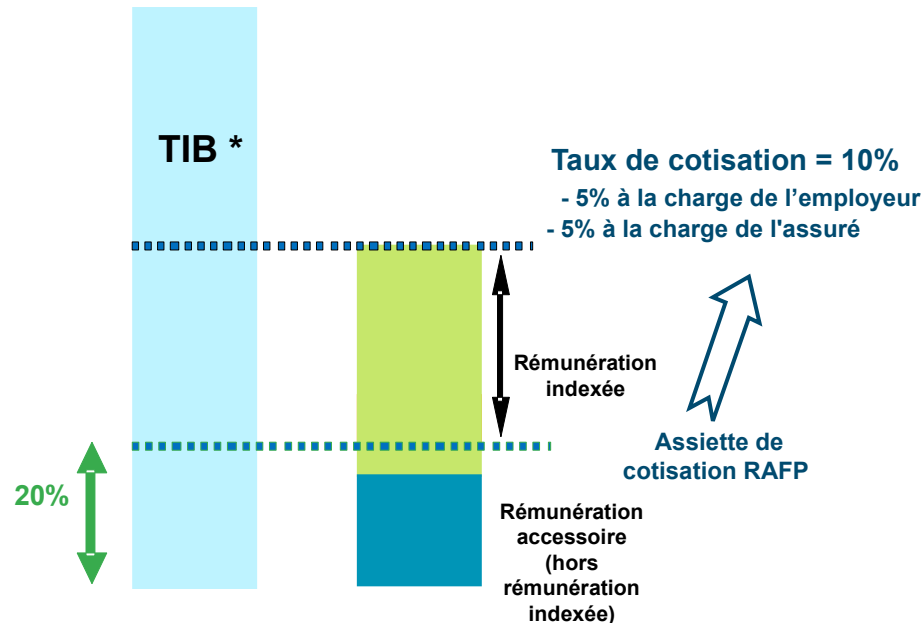 TIB *
Taux de cotisation = 10%
- 5% à la charge de l’employeur
- 5% à la charge de l'assuré
Rémunération
indexée
Assiette de
cotisation RAFP
20%
Rémunération
accessoire
(hors
rémunération
indexée)